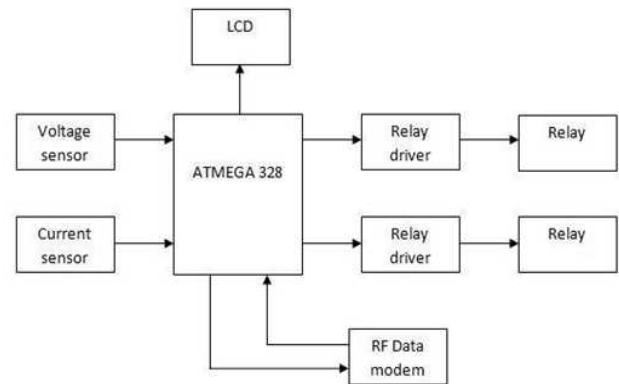 LCD
Voltage
sensor
ATMEGA 328
Relay
driver
Relay
Current
sensor
Relay
driver
Relay
RF Data
modem